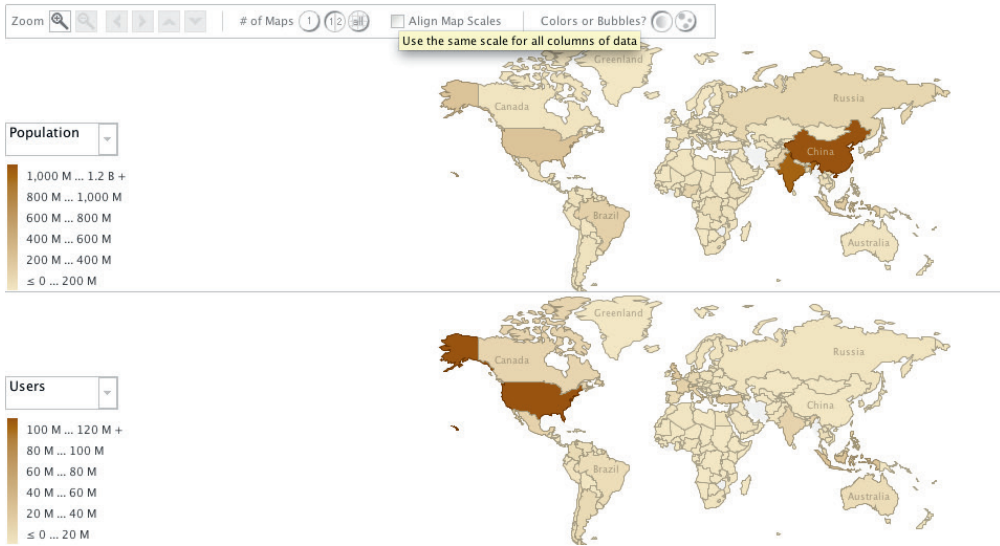 Zoom # of Maps 1 1 2 all Align Map Scales Colors or Bubbles?
Use the same scale for all columns of data
Greenland
Canada
Russia
China
Brazil
Australia
Population
1,000 M ... 1.2 B +
800 M ... 1,000 M
600 M ... 800 M
400 M ... 600 M
200 M ... 400 M
≤ 0 ... 200 M
Greenland
Canada
Russia
China
Brazil
Australia
Users
100 M ... 120 M +
80 M ... 100 M
60 M ... 80 M
40 M ... 60 M
20 M ... 40 M
≤ 0 ... 20 M